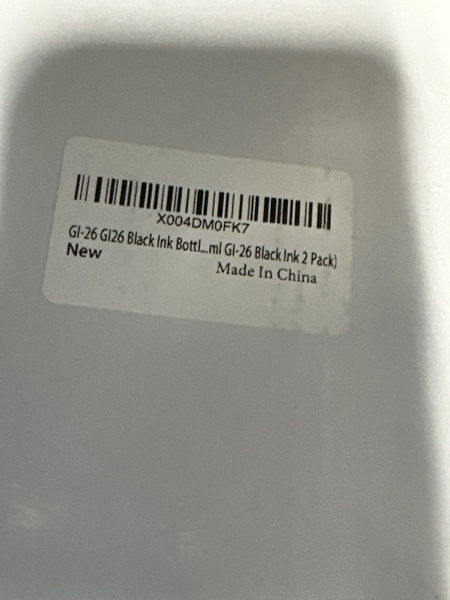 X004DM0FK7
GI-26 GI26 Black Ink Bottl...ml GI-26 Black Ink 2 Pack)
New
Made In China